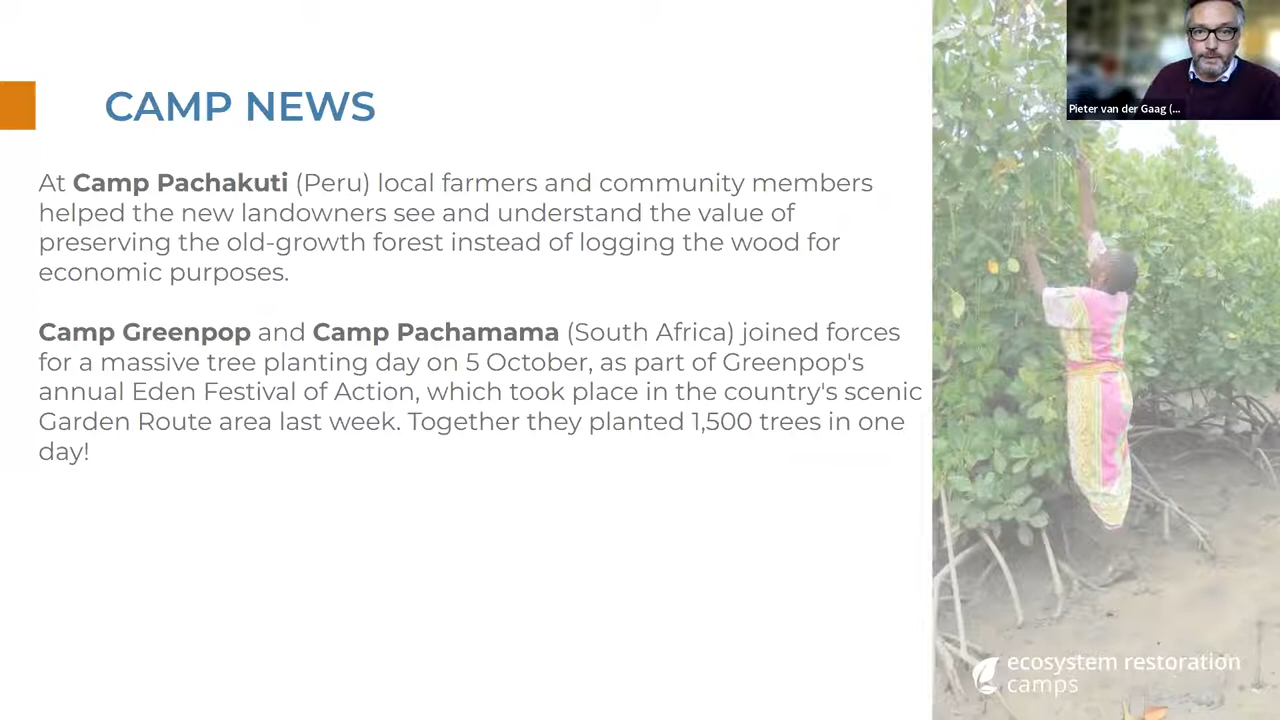 CAMP NEWS
At Camp Pachakuti (Peru) local farmers and community members
helped the new landowners see and understand the value of
preserving the old-growth forest instead of logging the wood for
economic purposes.
Camp Greenpop and Camp Pachamama (South Africa) joined forces
for a massive tree planting day on 5 October, as part of Greenpop's
annual Eden Festival of Action, which took place in the country's scenic
Garden Route area last week. Together they planted 1,500 trees in one
day!
Pieter van der Gaag (...
ecosystem restoration
camps